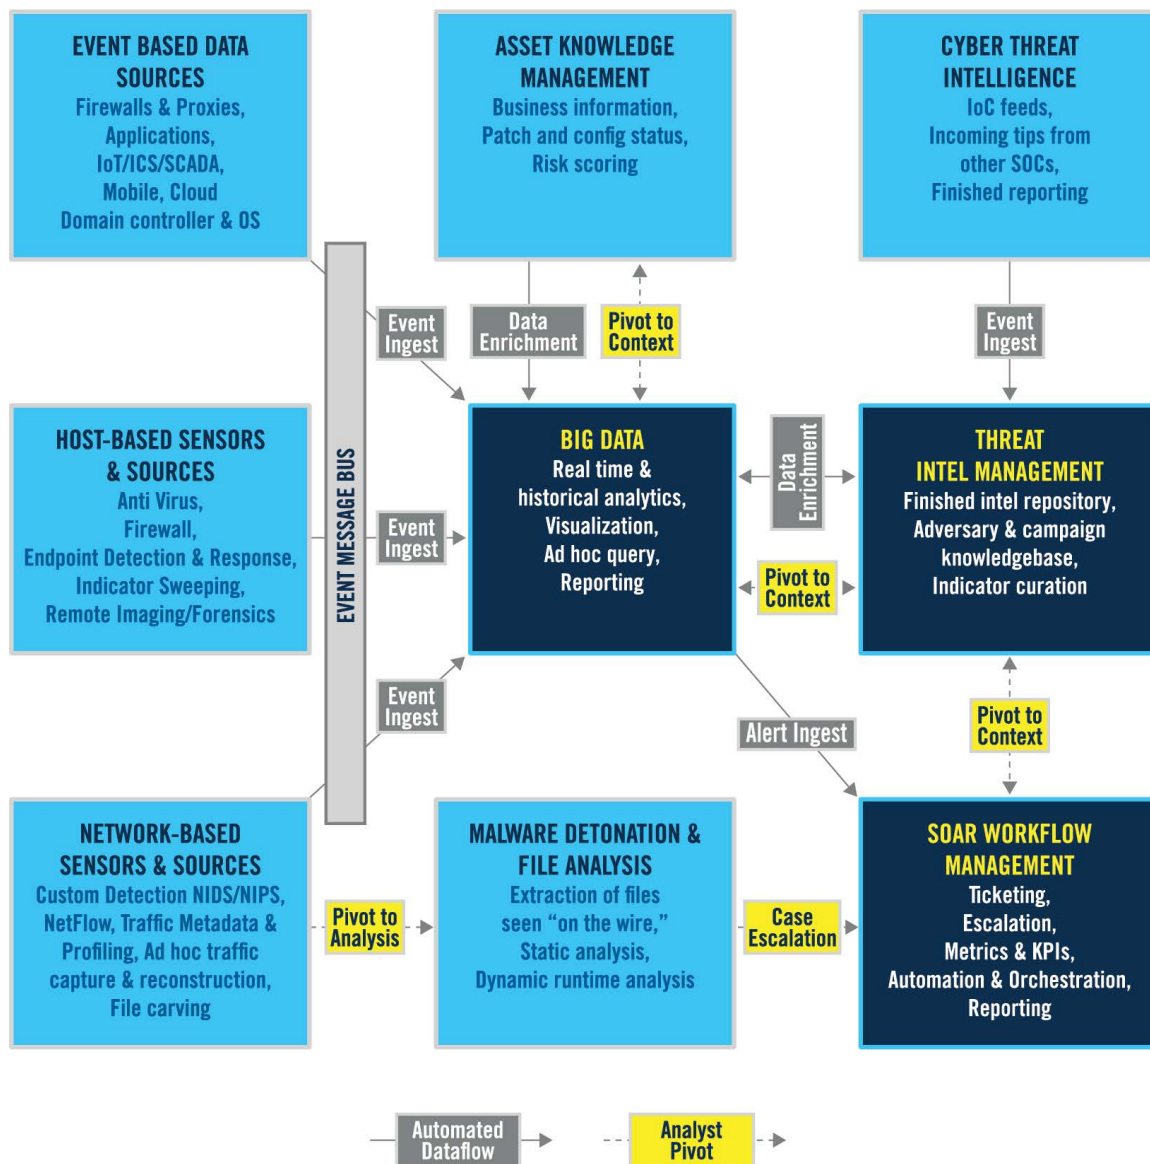 EVENT BASED DATA
SOURCES
Firewalls & Proxies,
Applications,
IoT/ICS/SCADA,
Mobile, Cloud
Domain controller & OS
ASSET KNOWLEDGE
MANAGEMENT
Business information,
Patch and config status,
Risk scoring
CYBER THREAT
INTELLIGENCE
IoC feeds,
Incoming tips from
other SOCs,
Finished reporting
Event
Ingest
Data
Enrichment
Pivot to
Context
Event
Ingest
HOST-BASED SENSORS
& SOURCES
Anti Virus,
Firewall,
Endpoint Detection & Response,
Indicator Sweeping,
Remote Imaging/Forensics
EVENT MESSAGE BUS
Event
Ingest
BIG DATA
Real time &
historical analytics,
Visualization,
Ad hoc query,
Reporting
Data
Enrichment
Pivot to
Context
THREAT
INTEL MANAGEMENT
Finished intel repository,
Adversary & campaign
knowledgebase,
Indicator curation
Event
Ingest
Alert Ingest
Pivot to
Context
NETWORK-BASED
SENSORS & SOURCES
Custom Detection NIDS/NIPS,
NetFlow, Traffic Metadata &
Profiling, Ad hoc traffic
capture & reconstruction,
File carving
Pivot to
Analysis
MALWARE DETONATION &
FILE ANALYSIS
Extraction of files
seen “on the wire,”
Static analysis,
Dynamic runtime analysis
Case
Escalation
SOAR WORKFLOW
MANAGEMENT
Ticketing,
Escalation,
Metrics & KPIs,
Automation & Orchestration,
Reporting
Automated
Dataflow
Analyst
Pivot